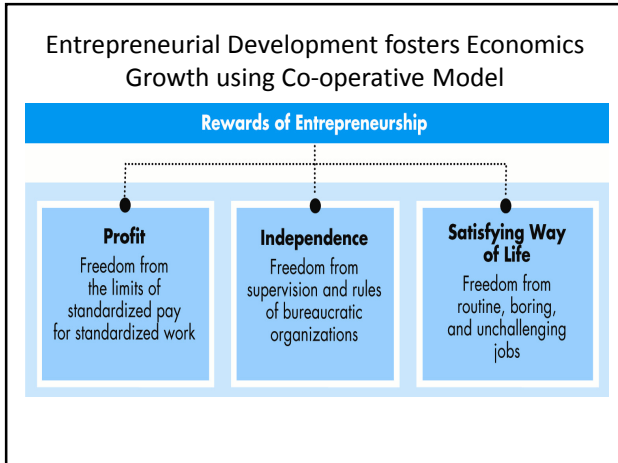 Entrepreneurial Development fosters Economics
Growth using Co-operative Model
Rewards of Entrepreneurship
Profit
Freedom from
the limits of
standardized pay
for standardized work
Independence
Freedom from
supervision and rules
of bureaucratic
organizations
Satisfying Way
of Life
Freedom from
routine, boring,
and unchallenging
jobs